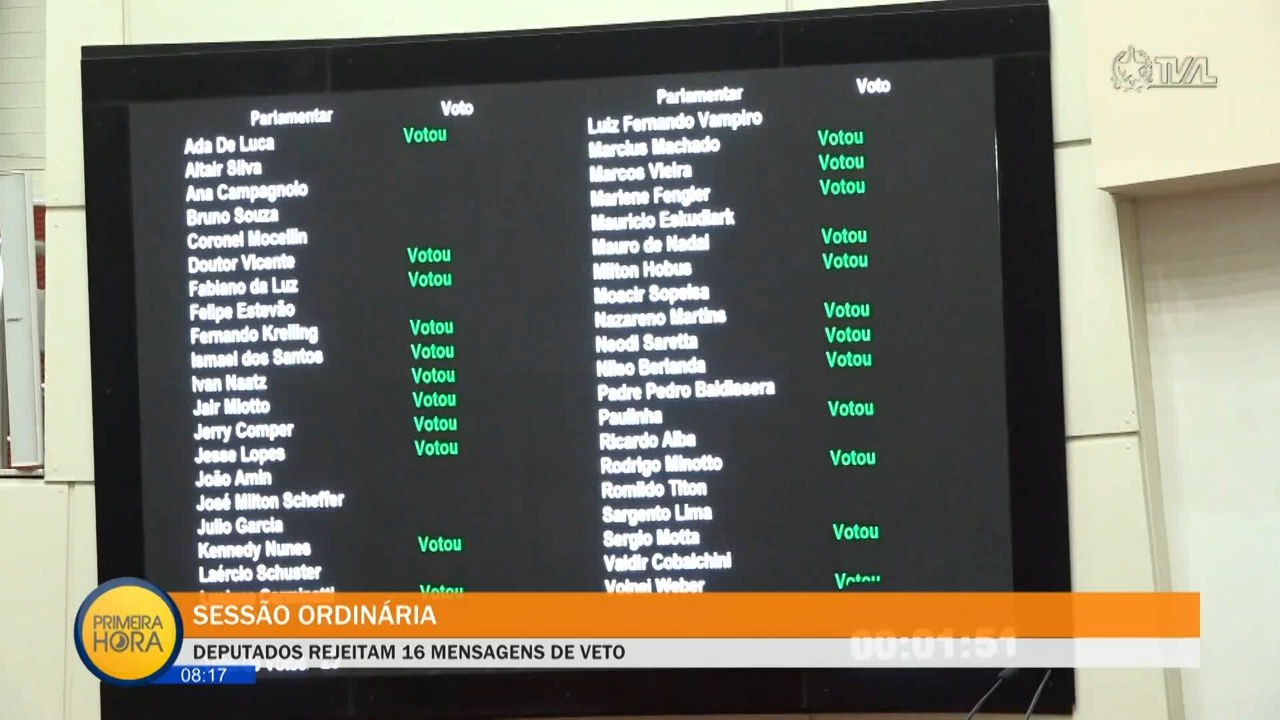 TVAL
Parlamentar Voto Parlamentar Voto
Ada De Luca Votou Luiz Fernando Vampiro
Altair Silva Marcius Machado Votou
Ana Campagnolo Marcos Vieira Votou
Bruno Souza Marlene Fengler Votou
Coronel Mocellin Mauricio Eskudlark
Doutor Vicente Votou Mauro de Nadal Votou
Fabiano da Luz Votou Milton Hobus Votou
Felipe Estevão Moacir Sopelsa
Fernando Krelling Votou Nazareno Martins Votou
Ismael dos Santos Votou Neodi Saretta Votou
Ivan Naatz Votou Nilso Berlanda Votou
Jair Miotto Votou Padre Pedro Baldissera
Jerry Comper Votou Paulinha Votou
Jesse Lopes Votou Ricardo Alba
João Amin Rodrigo Minotto Votou
José Milton Scheffer Romildo Titon
Julio Garcia Sargento Lima
Kennedy Nunes Votou Sergio Motta Votou
Laércio Schuster Valdir Cobalchini
Votou Volnei Weber Votou
PRIMEIRA HORA
SESSÃO ORDINÁRIA
00:01:51
DEPUTADOS REJEITAM 16 MENSAGENS DE VETO
08:17